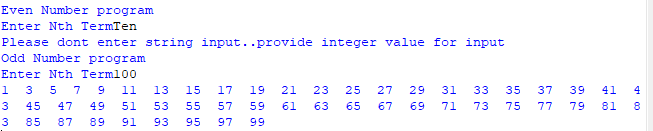 Even Number program
Enter Nth TermTen
Please dont enter string input..provide integer value for input
Odd Number program
Enter Nth Term100
1 3 5 7 9 11 13 15 17 19 21 23 25 27 29 31 33 35 37 39 41 4
3 45 47 49 51 53 55 57 59 61 63 65 67 69 71 73 75 77 79 81 8
3 85 87 89 91 93 95 97 99